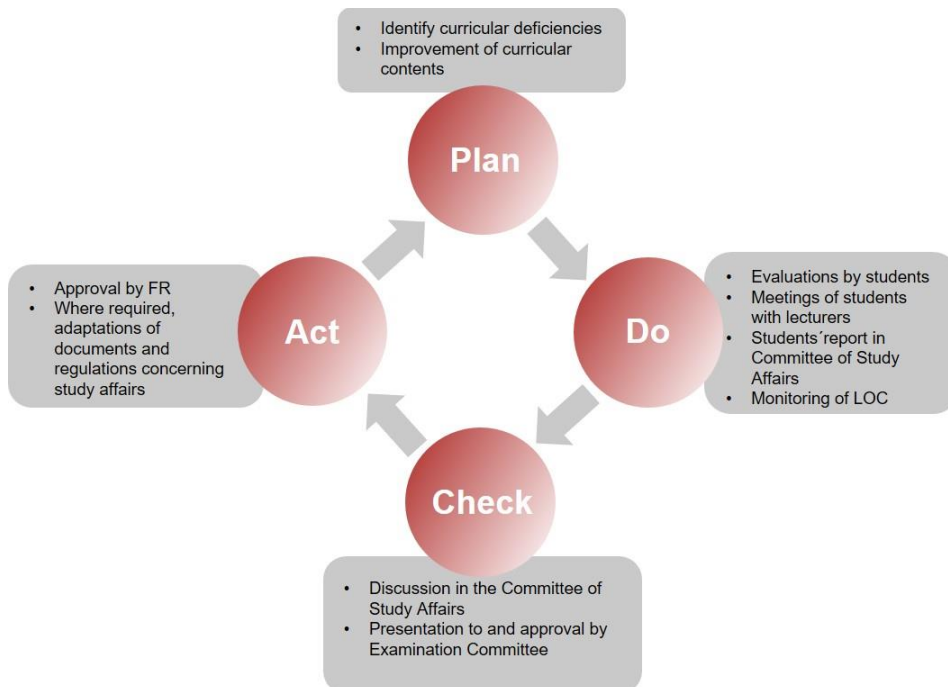 • Identify curricular deficiencies
• Improvement of curricular
contents
Plan
• Approval by FR
• Where required,
adaptations of
documents and
regulations concerning
study affairs
Act
Do
• Evaluations by students
• Meetings of students
with lecturers
• Students´report in
Committee of Study
Affairs
• Monitoring of LOC
Check
• Discussion in the Committee of
Study Affairs
• Presentation to and approval by
Examination Committee